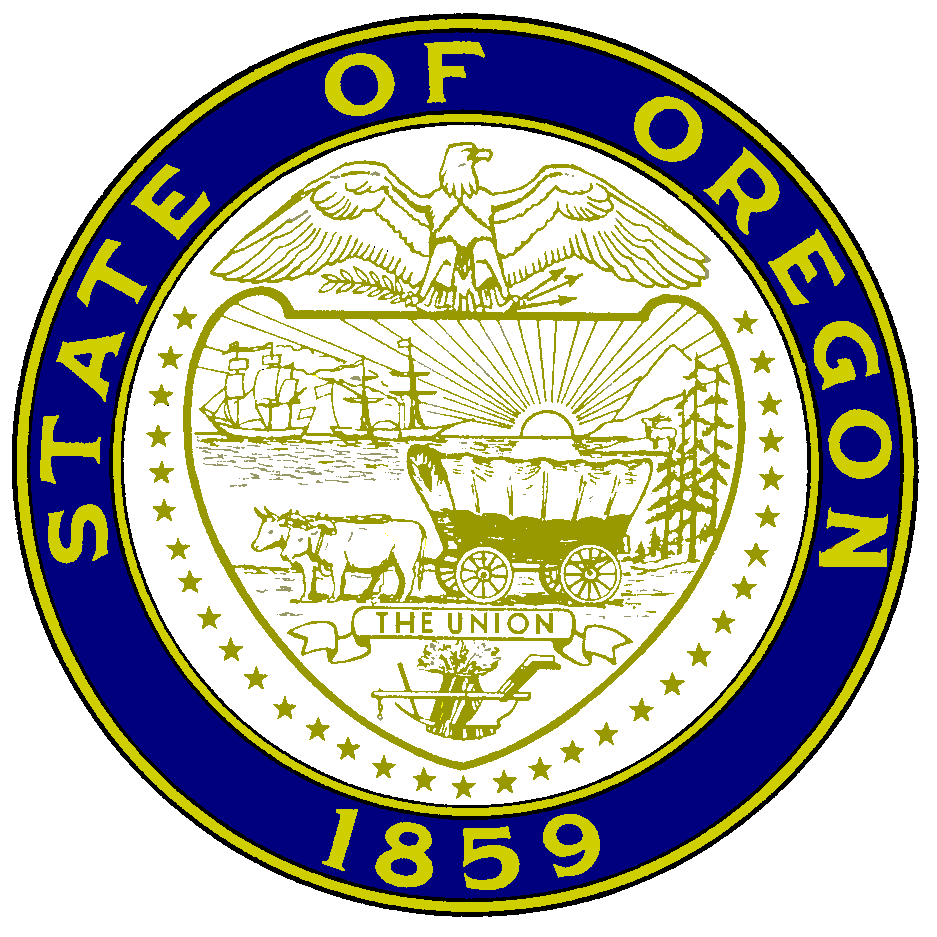 STATE OF OREGON
THE UNION
1859